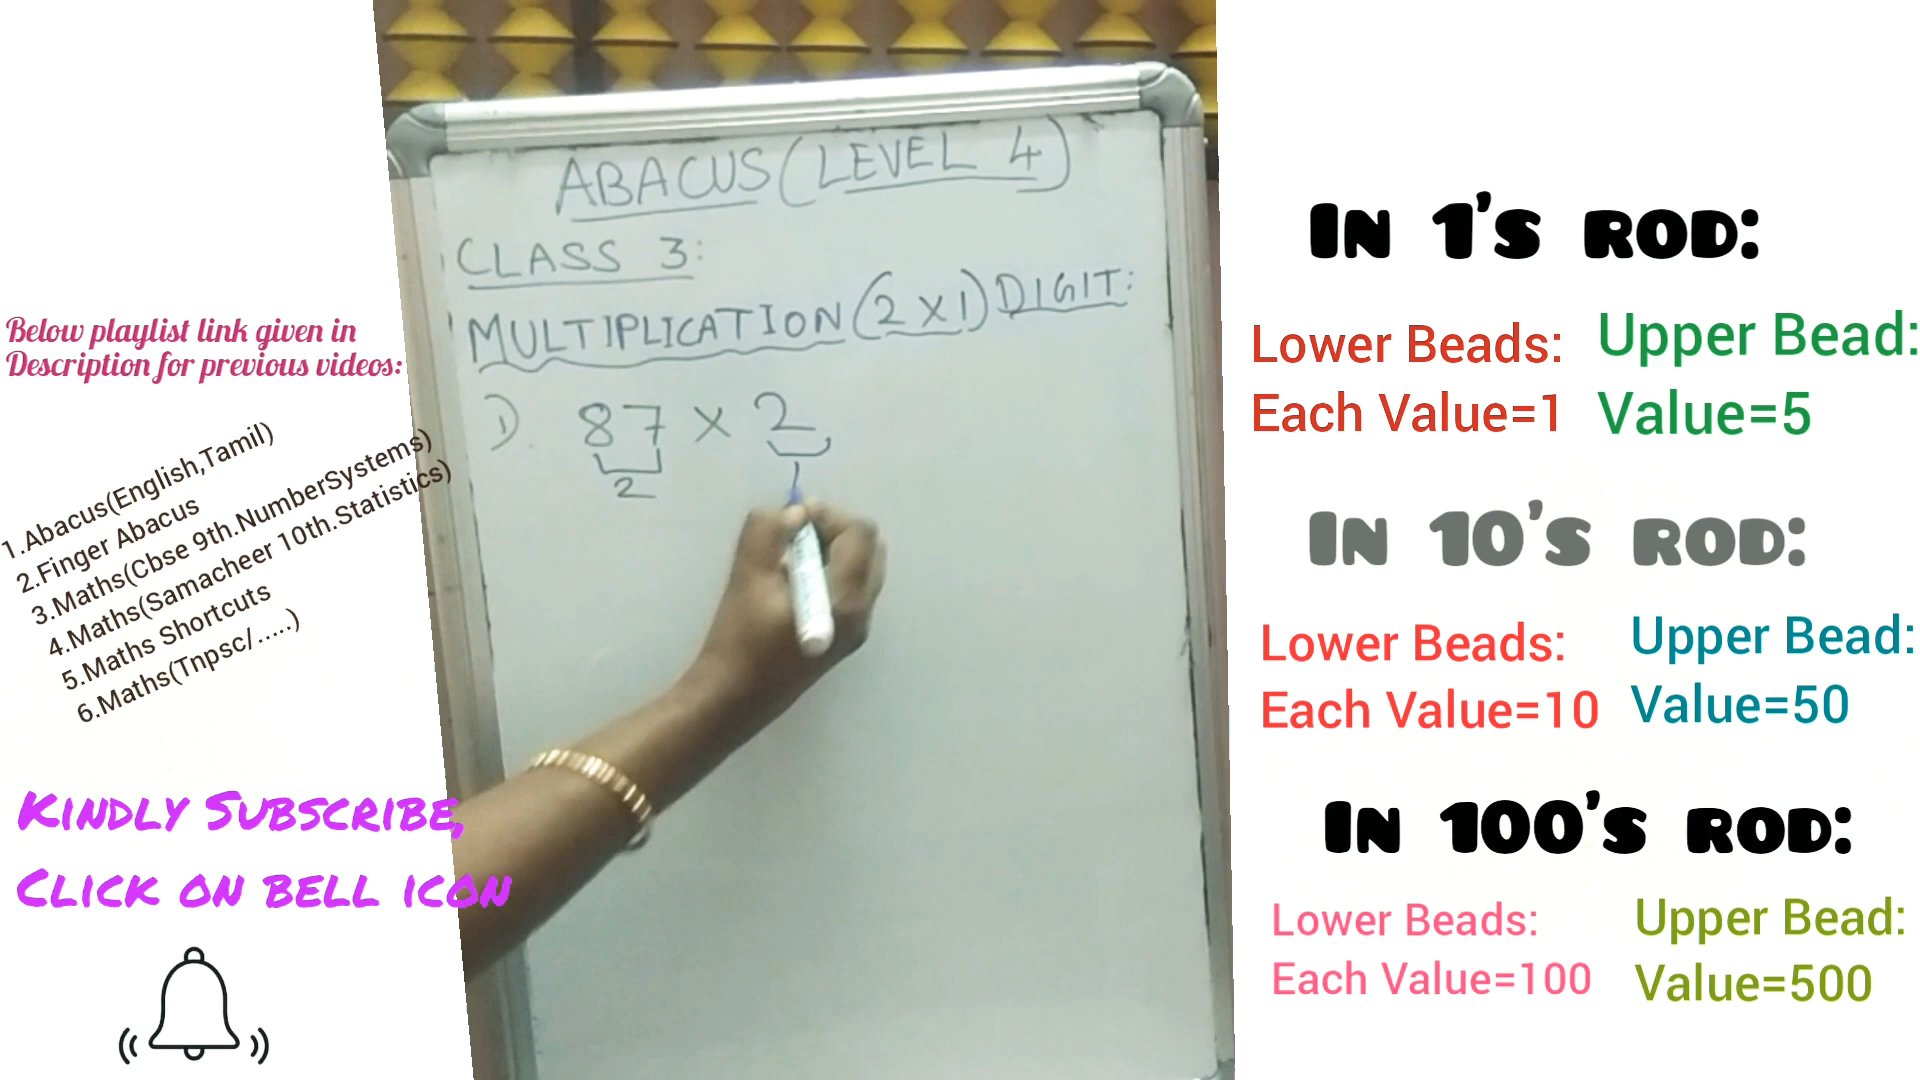 ABACUS (LEVEL 4)
CLASS 3:
MULTIPLICATION (2 X 1) DIGIT:
1). 87 × 2
2 1
Below playlist link given in
Description for previous videos:
1.Abacus(English,Tamil)
2.Finger Abacus
3.Maths(Cbse 9th.NumberSystems)
4.Maths(Samacheer 10th.Statistics)
5.Maths Shortcuts
6.Maths(Tnpsc/.....)
KINDLY SUBSCRIBE,
CLICK ON BELL ICON
In 1's rod:
Lower Beads: Upper Bead:
Each Value=1 Value=5
In 10's rod:
Lower Beads: Upper Bead:
Each Value=10 Value=50
In 100's rod:
Lower Beads: Upper Bead:
Each Value=100 Value=500